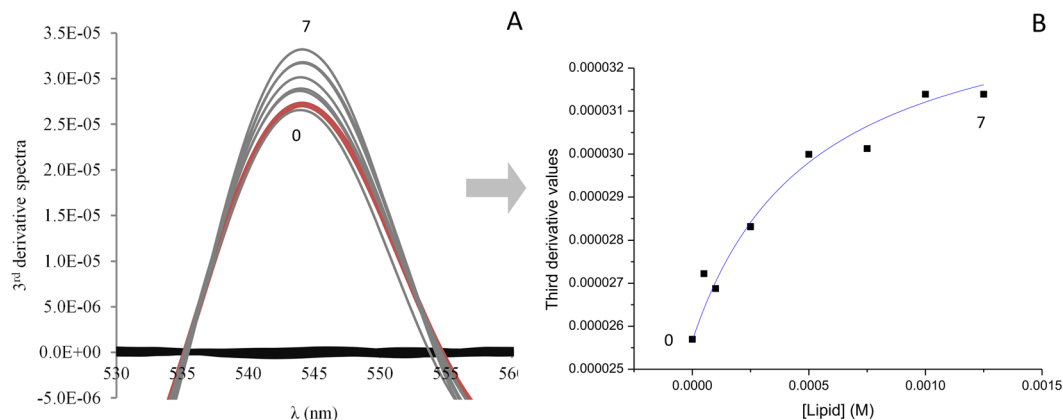 A
7
3.5E-05
3.0E-05
2.5E-05
2.0E-05
1.5E-05
1.0E-05
5.0E-06
0.0E+00
-5.0E-06
0
530 535 540 545 550 555 560
3rd derivative spectra
λ (nm)
B
0.000032
0.000031
0.000030
0.000029
0.000028
0.000027
0.000026
0.000025
Third derivative values
7
0
0.0000 0.0005 0.0010 0.0015
[Lipid] (M)